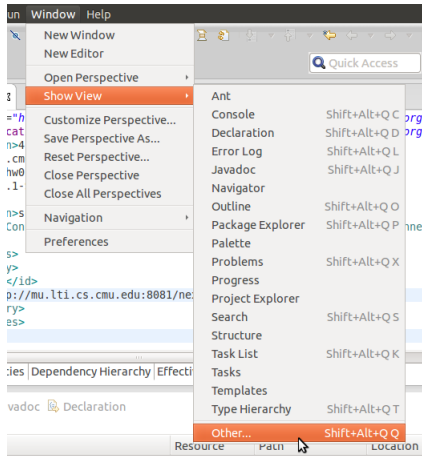 un Window Help
New Window
New Editor
Quick Access
Open Perspective
Show View
Ant
Customize Perspective...
Console Shift+Alt+Q C
Save Perspective As...
Declaration Shift+Alt+Q D
Reset Perspective...
Error Log Shift+Alt+Q L
Close Perspective
Javadoc Shift+Alt+Q J
Close All Perspectives
Navigator
Outline Shift+Alt+Q O
Navigation
Package Explorer Shift+Alt+Q P
Preferences
Palette
Problems Shift+Alt+Q X
Progress
</id>
Project Explorer
p://mu.lti.cs.cmu.edu:8081/ne
Search Shift+Alt+Q S
Structure
Task List Shift+Alt+Q K
cies Dependency Hierarchy Effecti
Tasks
Templates
vadoc Declaration
Type Hierarchy Shift+Alt+Q T
Other... Shift+Alt+Q Q
Resource Path Location